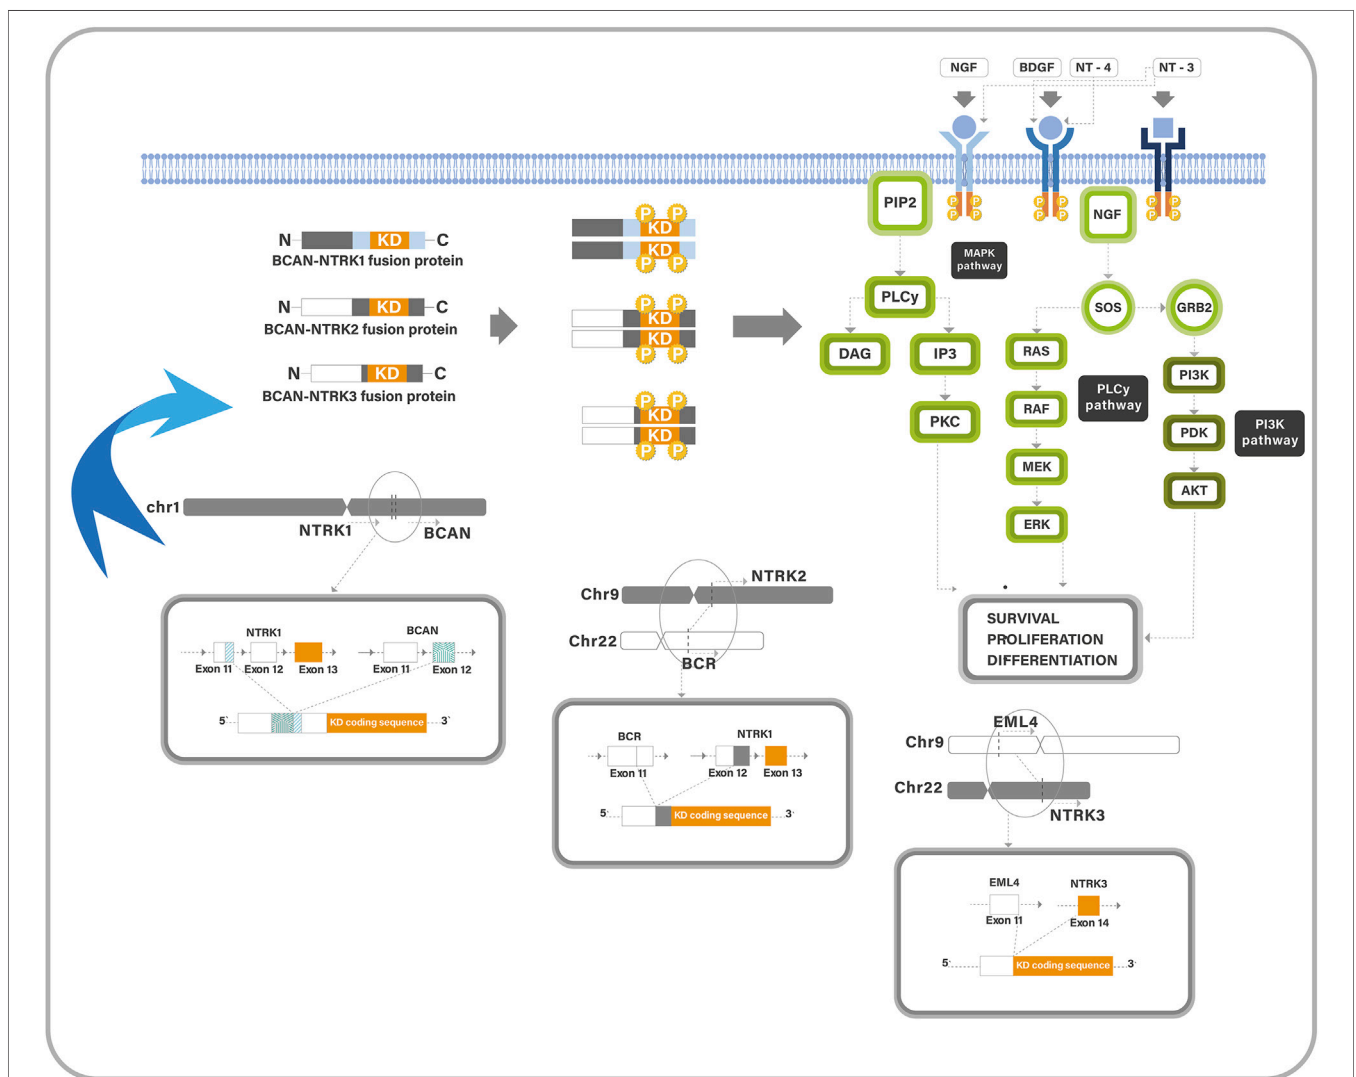 NGF
BDGF
NT - 4
NT - 3
PIP2
P P
P P
P P
P P
P P
P P
NGF
MAPK
pathway
N KD C
BCAN-NTRK1 fusion protein
P P
KD
KD
P P
N KD C
BCAN-NTRK2 fusion protein
P P
KD
KD
P P
N KD C
BCAN-NTRK3 fusion protein
P P
KD
KD
P P
PLCy
DAG
IP3
PKC
SOS
GRB2
RAS
RAF
MEK
ERK
PLCy
pathway
PI3K
PDK
AKT
PI3K
pathway
SURVIVAL
PROLIFERATION
DIFFERENTIATION
chr1
NTRK1
BCAN
NTRK1
BCAN
Exon 11
Exon 12
Exon 13
Exon 11
Exon 12
5`
KD coding sequence
3`
NTRK2
Chr9
Chr22
BCR
BCR
NTRK1
Exon 11
Exon 12
Exon 13
5`
KD coding sequence
3`
EML4
Chr9
Chr22
NTRK3
EML4
NTRK3
Exon 11
Exon 14
5`
KD coding sequence
3`